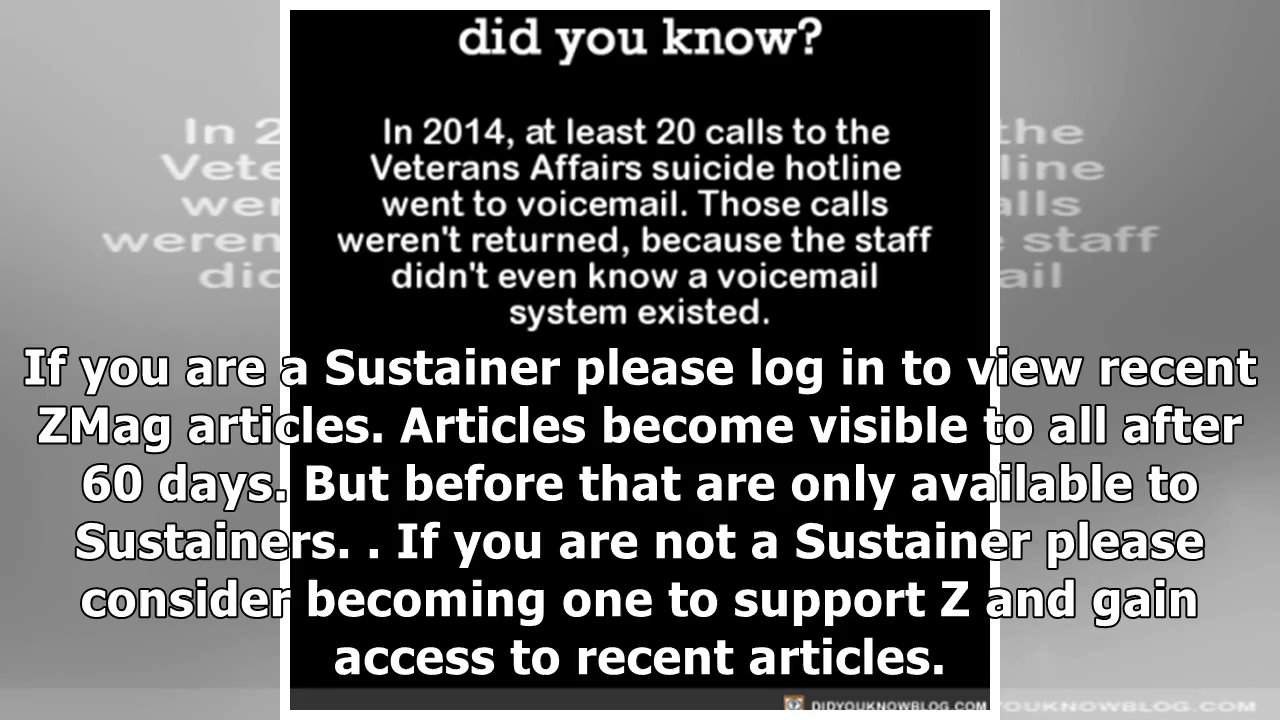 did you know?
In 2014, at least 20 calls to the
Veterans Affairs suicide hotline
went to voicemail. Those calls
weren't returned, because the staff
didn't even know a voicemail
system existed.
If you are a Sustainer please log in to view recent
ZMag articles. Articles become visible to all after
60 days. But before that are only available to
Sustainers. . If you are not a Sustainer please
consider becoming one to support Z and gain
access to recent articles.
DIDYOUKNOWBLOG.COM